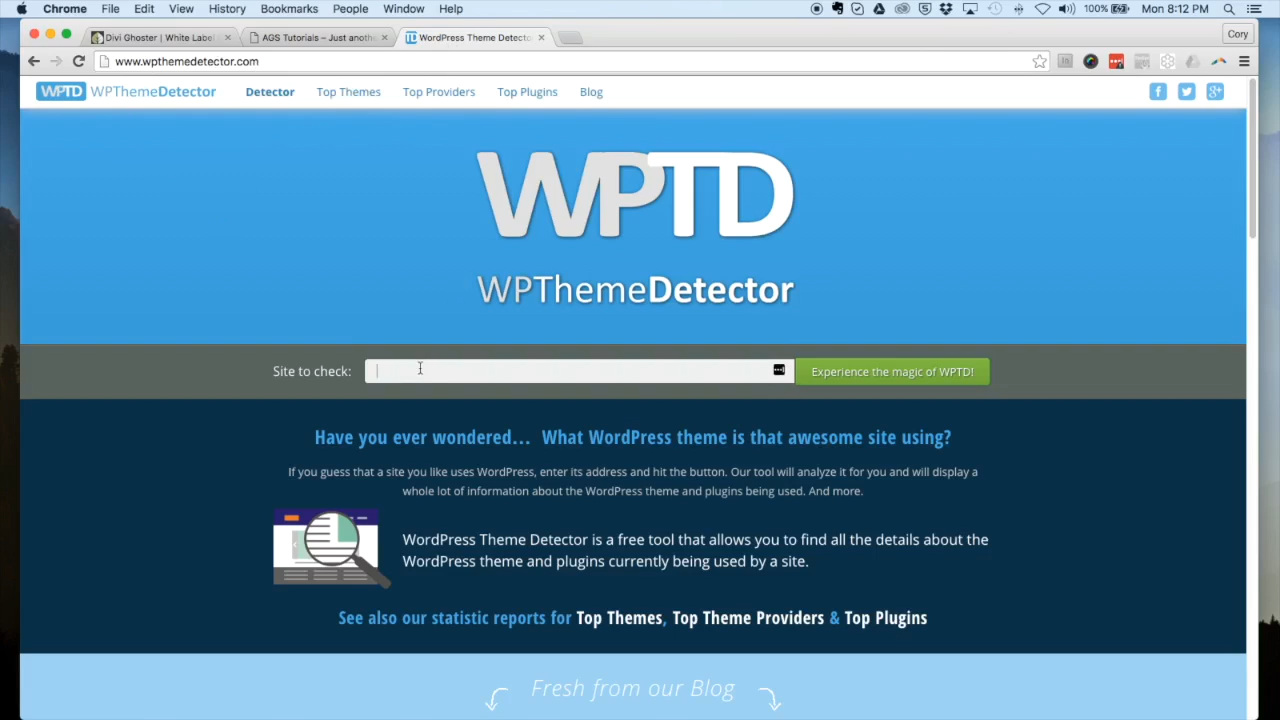 Chrome File Edit View History Bookmarks People Window Help 100% Mon 8:12 PM
Divi Ghoster | White Label AGS Tutorials – Just anoth WordPress Theme Detecto Cory
www.wpthemedetector.com
WPTD WPThemeDetector Detector Top Themes Top Providers Top Plugins Blog
WPTD
WPThemeDetector
Site to check: Experience the magic of WPTD!
Have you ever wondered... What WordPress theme is that awesome site using?
If you guess that a site you like uses WordPress, enter its address and hit the button. Our tool will analyze it for you and will display a
whole lot of information about the WordPress theme and plugins being used. And more.
WordPress Theme Detector is a free tool that allows you to find all the details about the
WordPress theme and plugins currently being used by a site.
See also our statistic reports for Top Themes, Top Theme Providers & Top Plugins
Fresh from our Blog